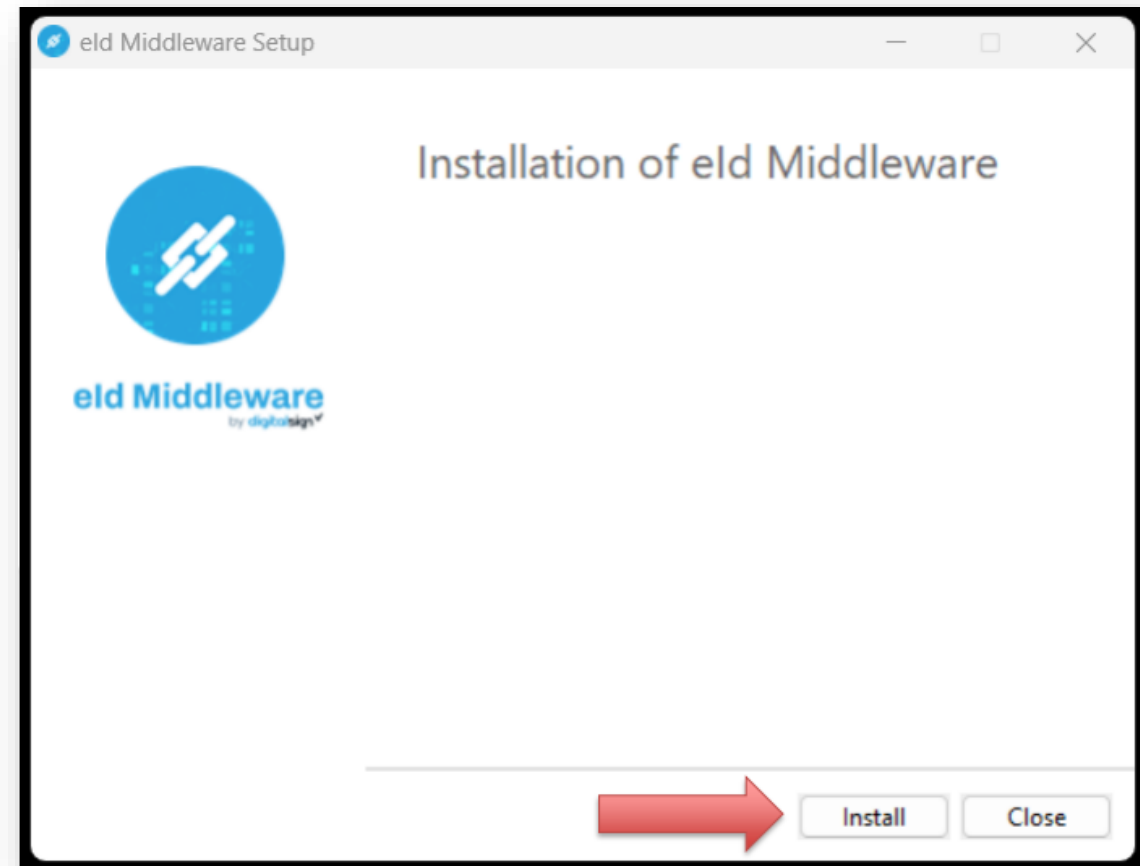 eId Middleware Setup
Installation of eId Middleware
eId Middleware
by digitalsign
Install
Close